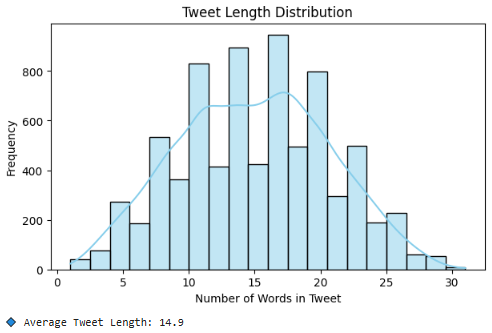 Tweet Length Distribution
800
600
400
200
0
Frequency
0 5 10 15 20 25 30
Number of Words in Tweet
Average Tweet Length: 14.9